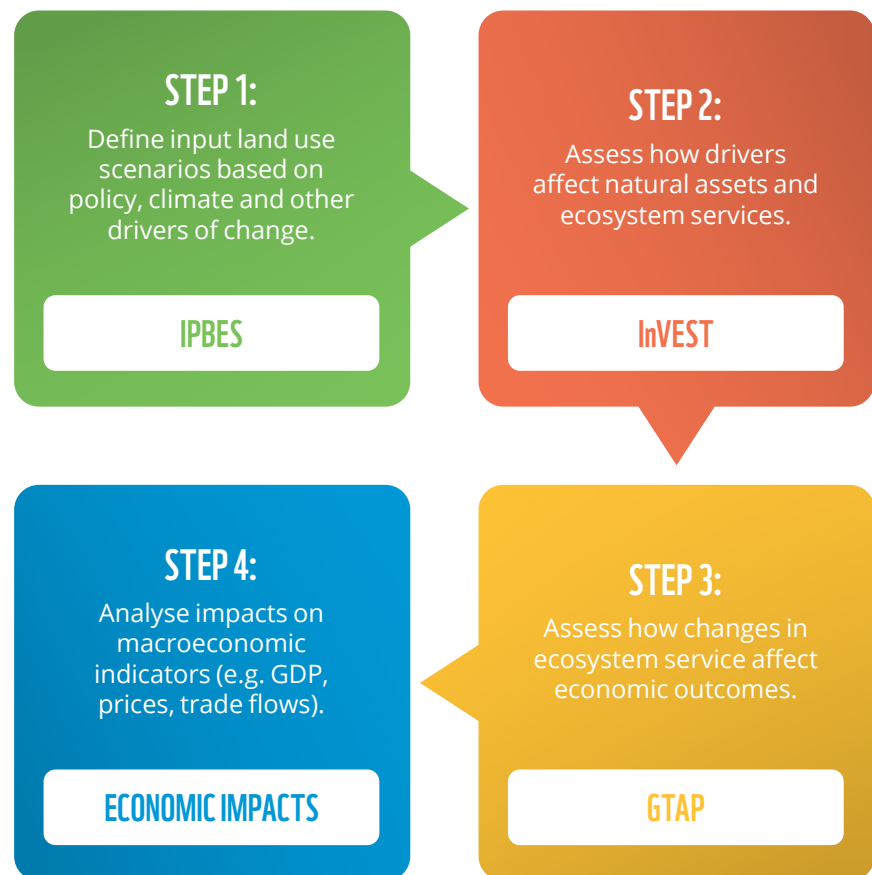 STEP 1:
Define input land use
scenarios based on
policy, climate and other
drivers of change.
IPBES
STEP 2:
Assess how drivers
affect natural assets and
ecosystem services.
InVEST
STEP 3:
Assess how changes in
ecosystem service affect
economic outcomes.
GTAP
STEP 4:
Analyse impacts on
macroeconomic
indicators (e.g. GDP,
prices, trade flows).
ECONOMIC IMPACTS